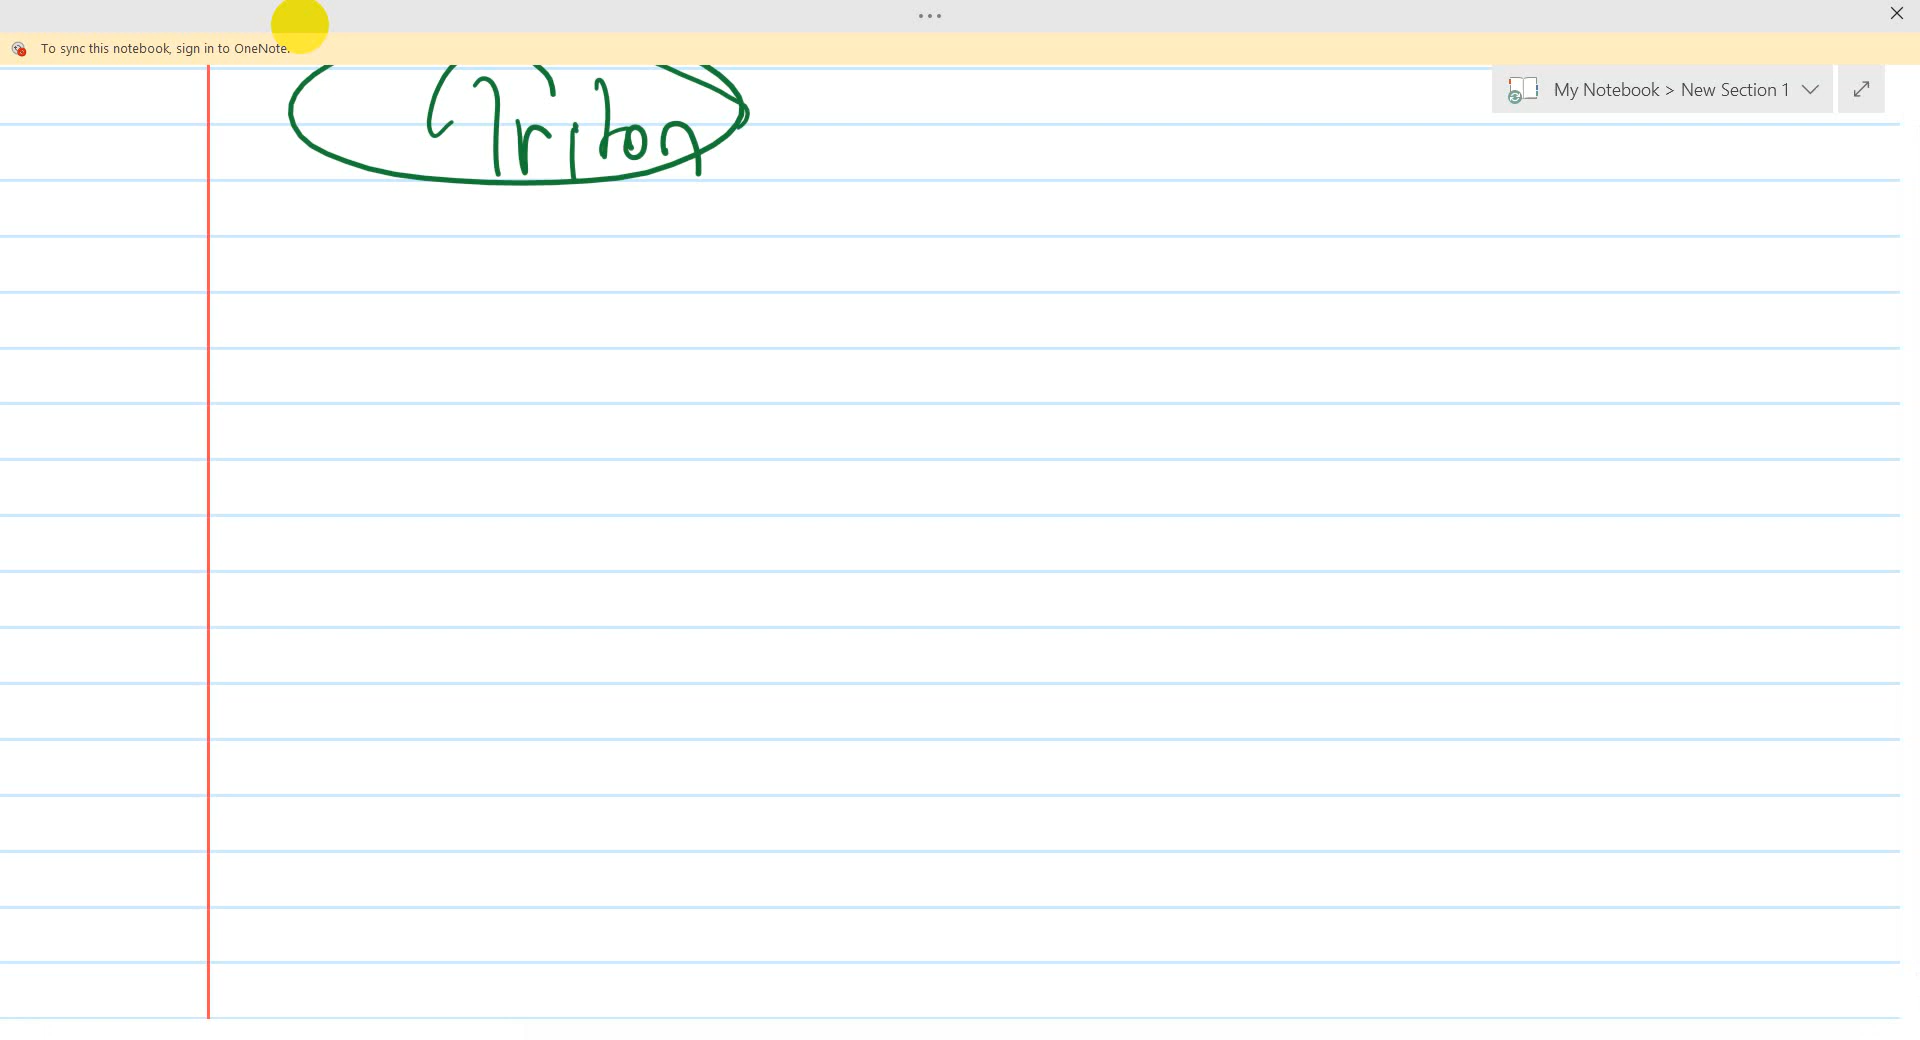 To sync this notebook, sign in to OneNote.
My Notebook > New Section 1
Triton